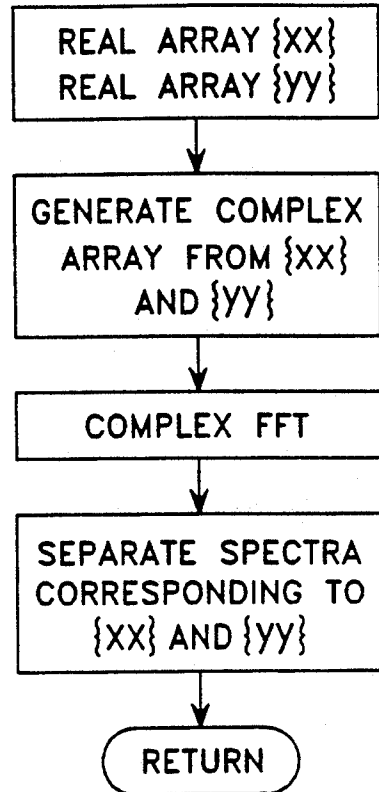 REAL ARRAY {XX}
REAL ARRAY {YY}
GENERATE COMPLEX
ARRAY FROM {XX}
AND {YY}
COMPLEX FFT
SEPARATE SPECTRA
CORRESPONDING TO
{XX} AND {YY}
RETURN